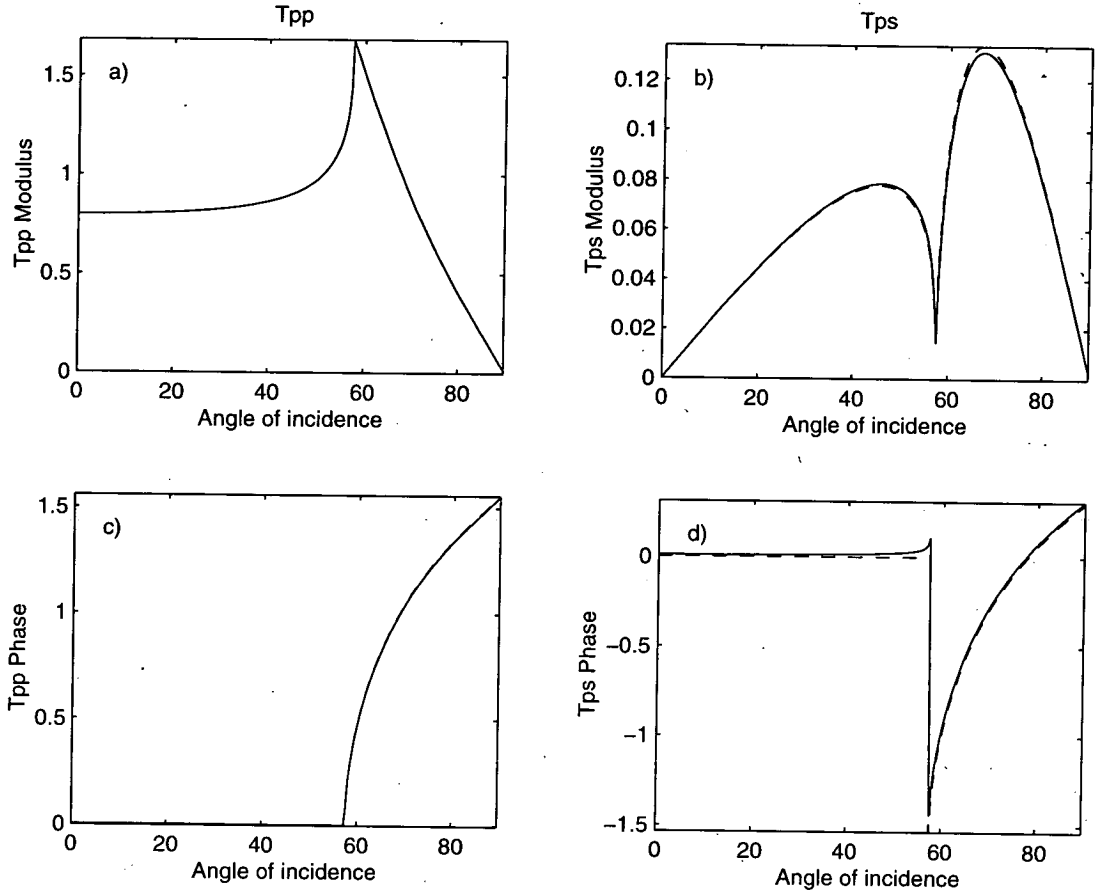 Tpp
a)
Tpp Modulus
1.5
1
0.5
0
0
20
40
60
80
Angle of incidence
Tps
b)
Tps Modulus
0.12
0.1
0.08
0.06
0.04
0.02
0
0
20
40
60
80
Angle of incidence
c)
Tpp Phase
1.5
1
0.5
0
0
20
40
60
80
Angle of incidence
d)
Tps Phase
0
−0.5
−1
−1.5
0
20
40
60
80
Angle of incidence